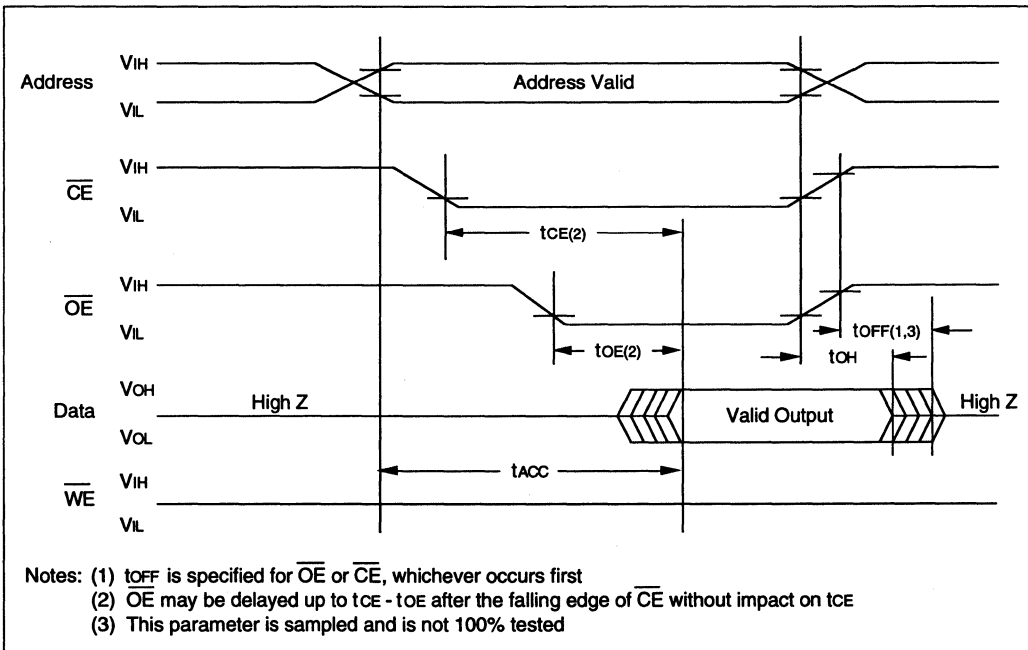 VIH
Address
Address Valid
VIL
VIH
CE
VIL
tCE(2)
VIH
OE
VIL
tOFF(1,3)
tOE(2)
tOH
VOH
High Z
Data
Valid Output
High Z
VOL
tACC
VIH
WE
VIL
Notes: (1) tOFF is specified for OE or CE, whichever occurs first
(2) OE may be delayed up to tCE - tOE after the falling edge of CE without impact on tCE
(3) This parameter is sampled and is not 100% tested